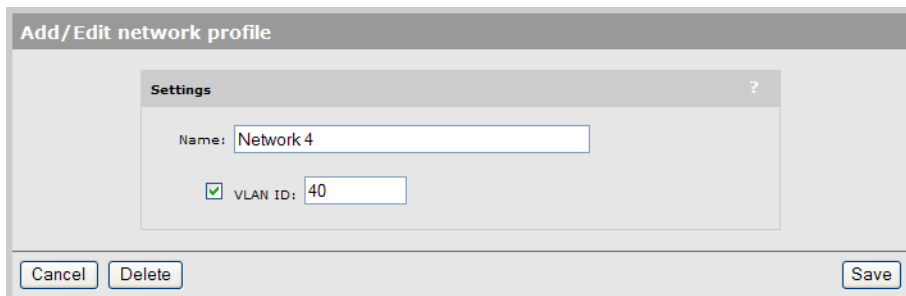 Add/Edit network profile
Settings ?
Name: Network 4
VLAN ID: 40
Cancel Delete Save